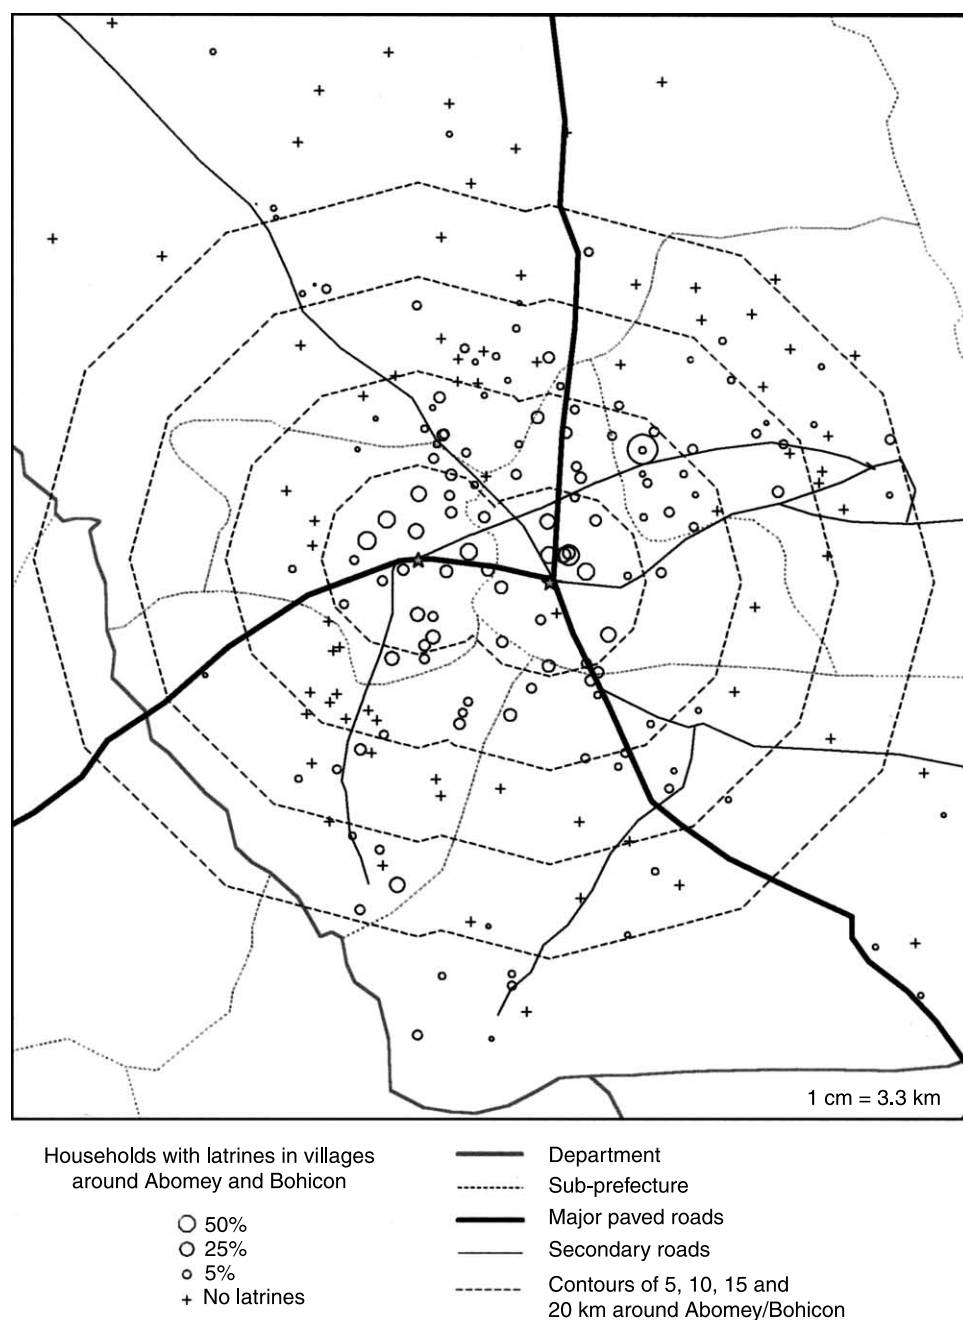 1 cm = 3.3 km
Households with latrines in villages
around Abomey and Bohicon
50%
25%
5%
No latrines
Department
Sub-prefecture
Major paved roads
Secondary roads
Contours of 5, 10, 15 and
20 km around Abomey/Bohicon